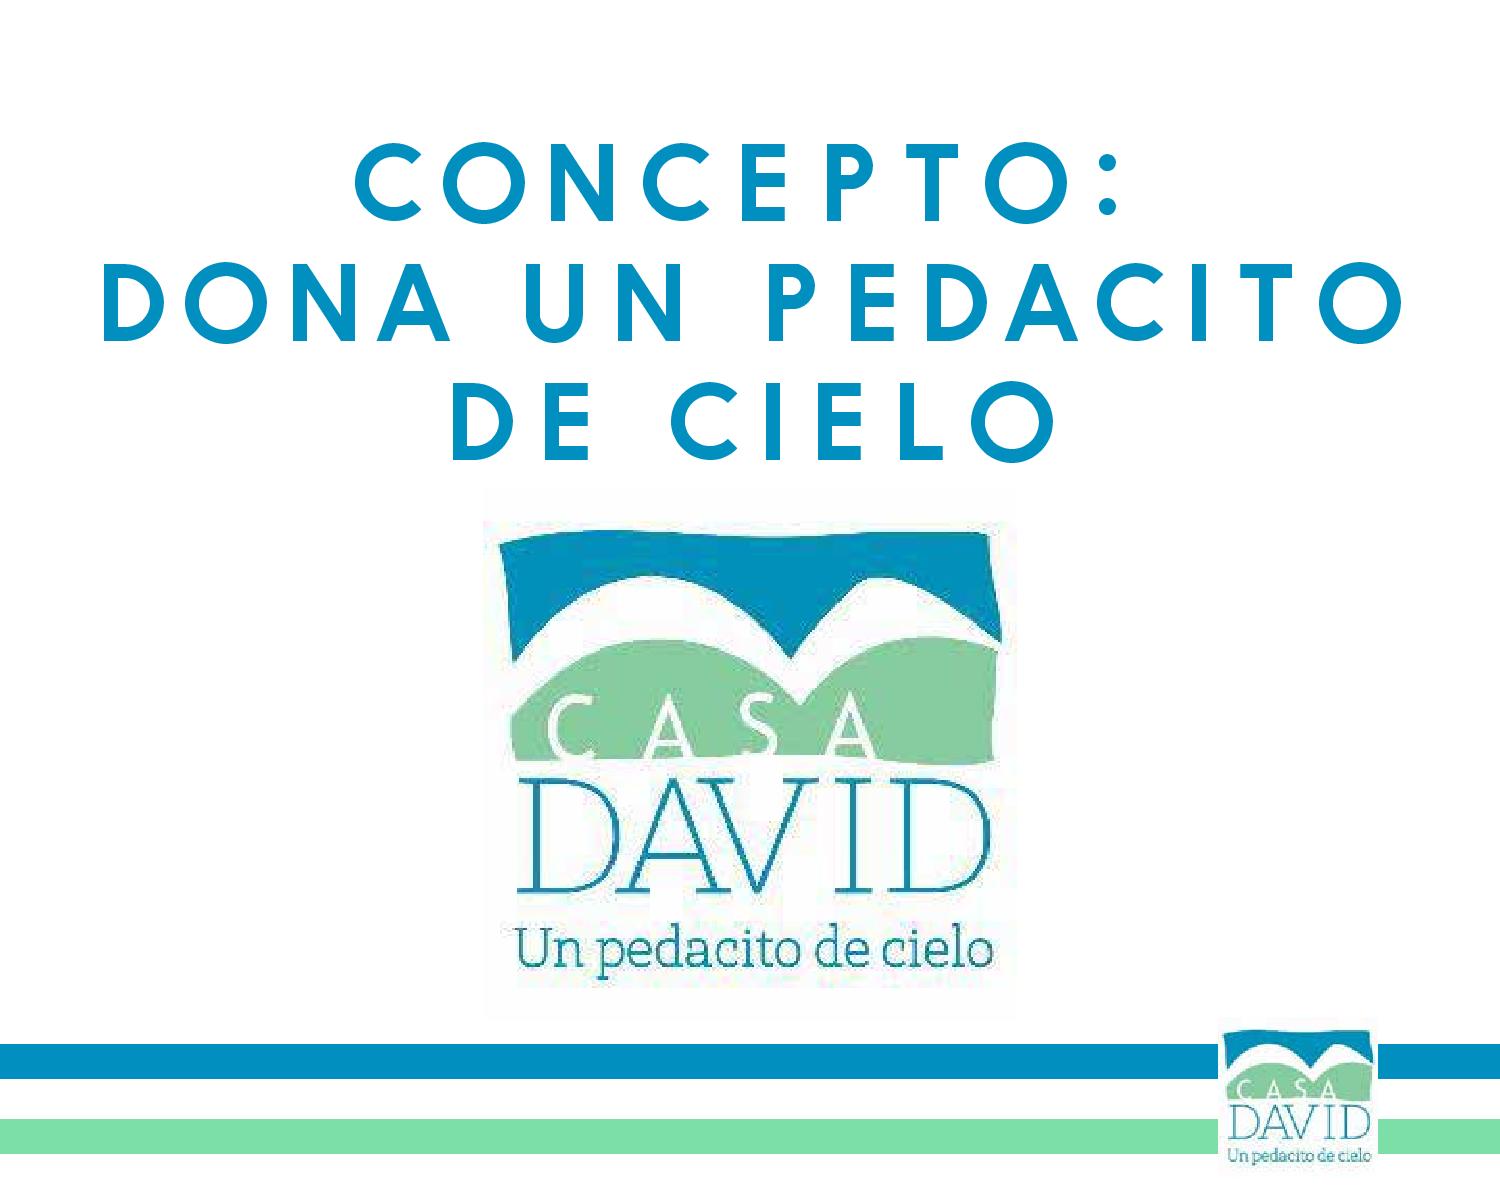 CONCEPTO:
DONA UN PEDACITO
DE CIELO
CASA
DAVID
Un pedacito de cielo
CASA
DAVID
Un pedacito de cielo